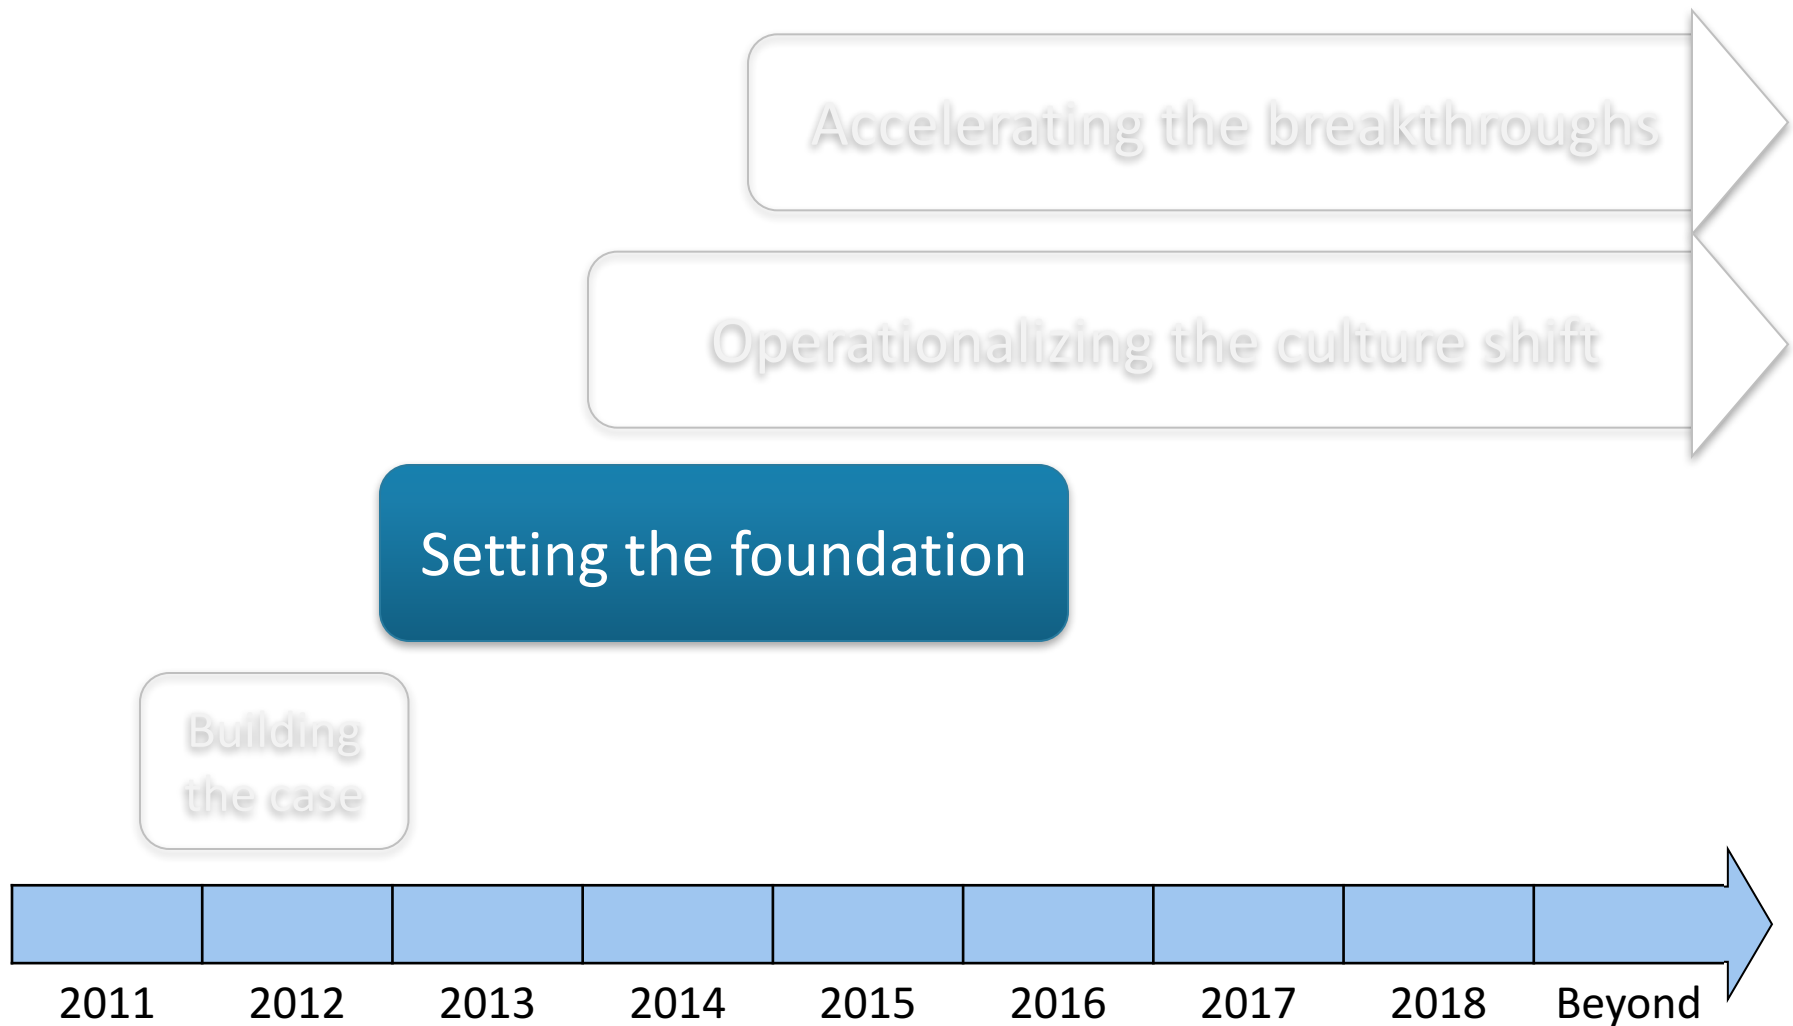 Accelerating the breakthroughs
Operationalizing the culture shift
Setting the foundation
Building
the case
2011 2012 2013 2014 2015 2016 2017 2018 Beyond